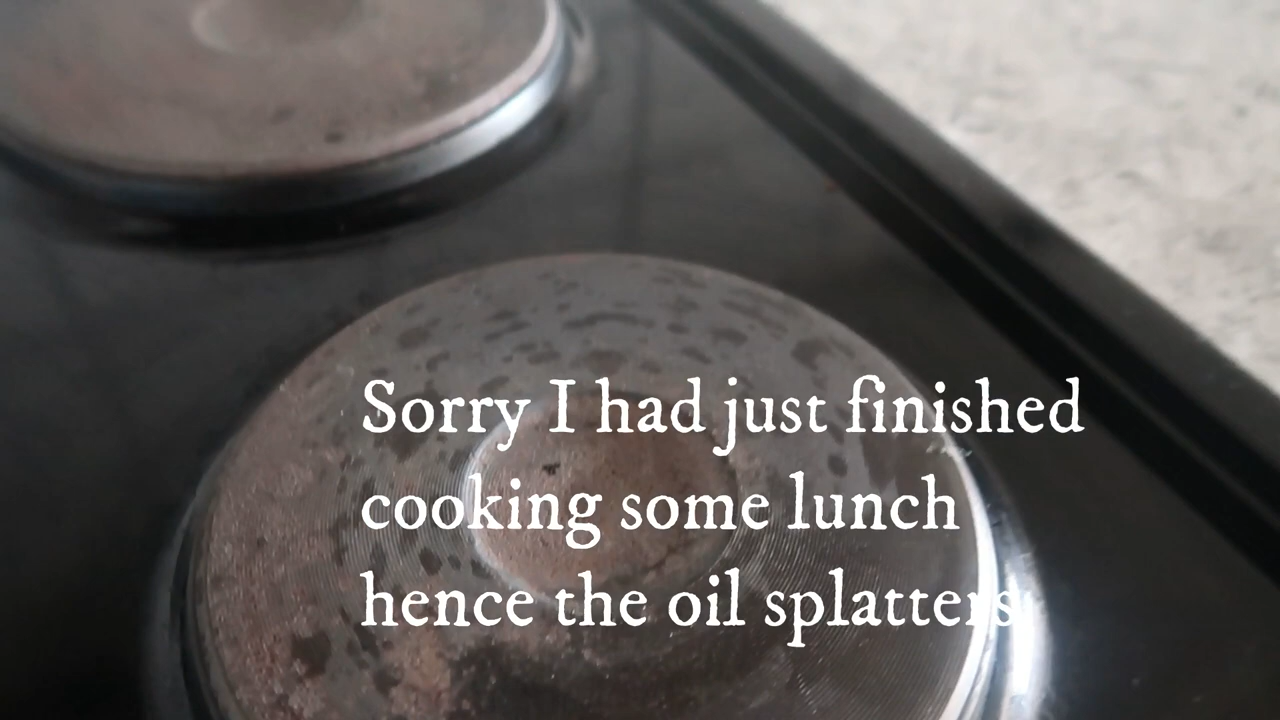 Sorry I had just finished
cooking some lunch
hence the oil splatters